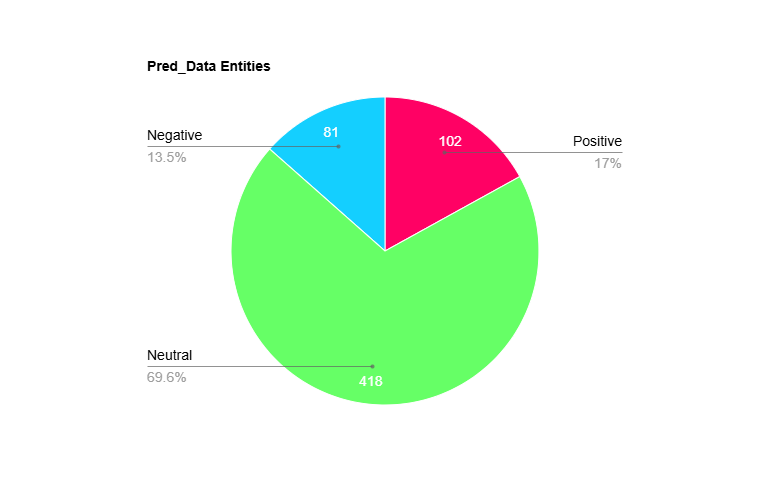 Pred_Data Entities
81
102
Negative
13.5%
Positive
17%
Neutral
69.6%
418